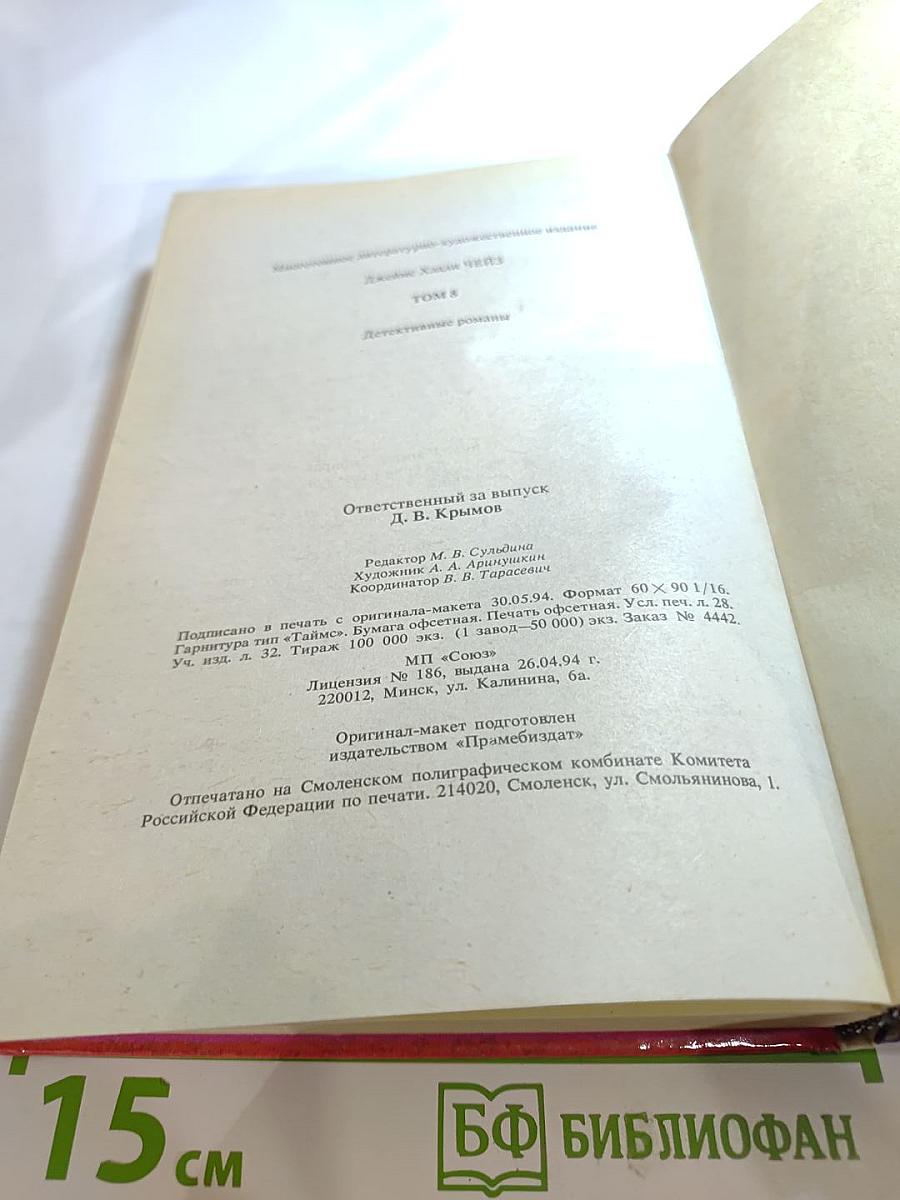 Многотомное литературно-художественное издание
Джеймс Хэдли ЧЕЙЗ
ТОМ 8
Детективные романы
Ответственный за выпуск
Д. В. Крымов
Редактор М. В. Сульдина
Художник А. А. Аринушкин
Координатор В. В. Тарасевич
Подписано в печать с оригинала-макета 30.05.94. Формат 60×90 1/16.
Гарнитура тип «Таймс». Бумага офсетная. Печать офсетная. Усл. печ. л. 28.
Уч. изд. л. 32. Тираж 100 000 экз. (1 завод—50 000) экз. Заказ № 4442.
МП «Союз»
Лицензия № 186, выдана 26.04.94 г.
220012, Минск, ул. Калинина, 6а.
Оригинал-макет подготовлен
издательством «Прамебиздат»
Отпечатано на Смоленском полиграфическом комбинате Комитета
Российской Федерации по печати. 214020, Смоленск, ул. Смольянинова, 1.
15 см
БФ БИБЛИОФАН